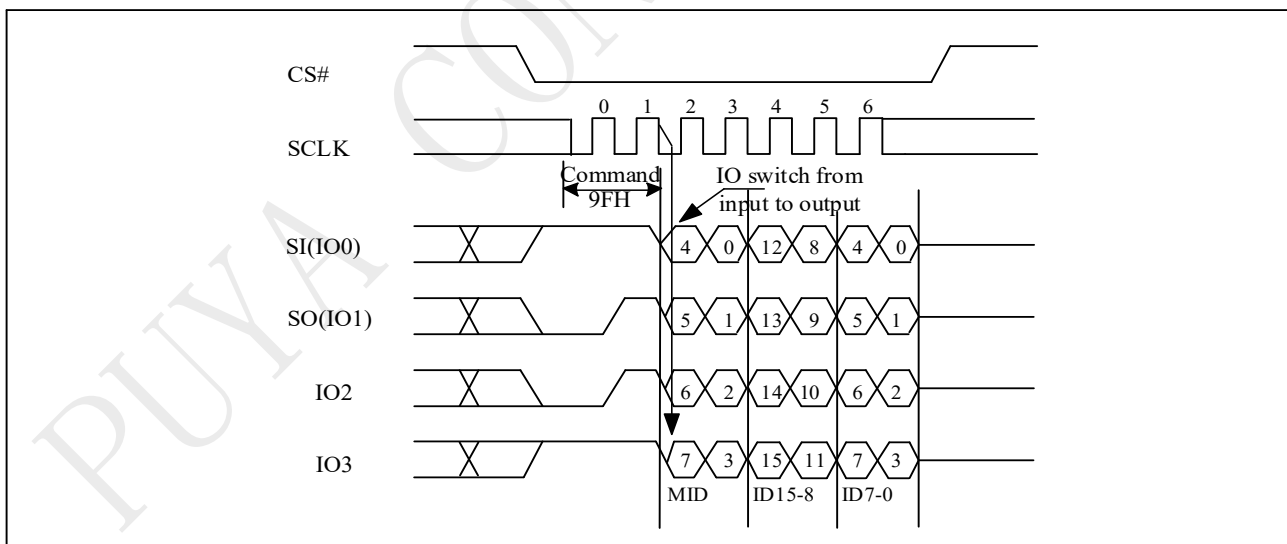 PUYA CON
CS#
0 1 2 3 4 5 6
SCLK
Command
9FH
IO switch from
input to output
SI(IO0)
4 0 12 8 4 0
SO(IO1)
5 1 13 9 5 1
IO2
6 2 14 10 6 2
IO3
7 3 15 11 7 3
MID ID15-8 ID7-0